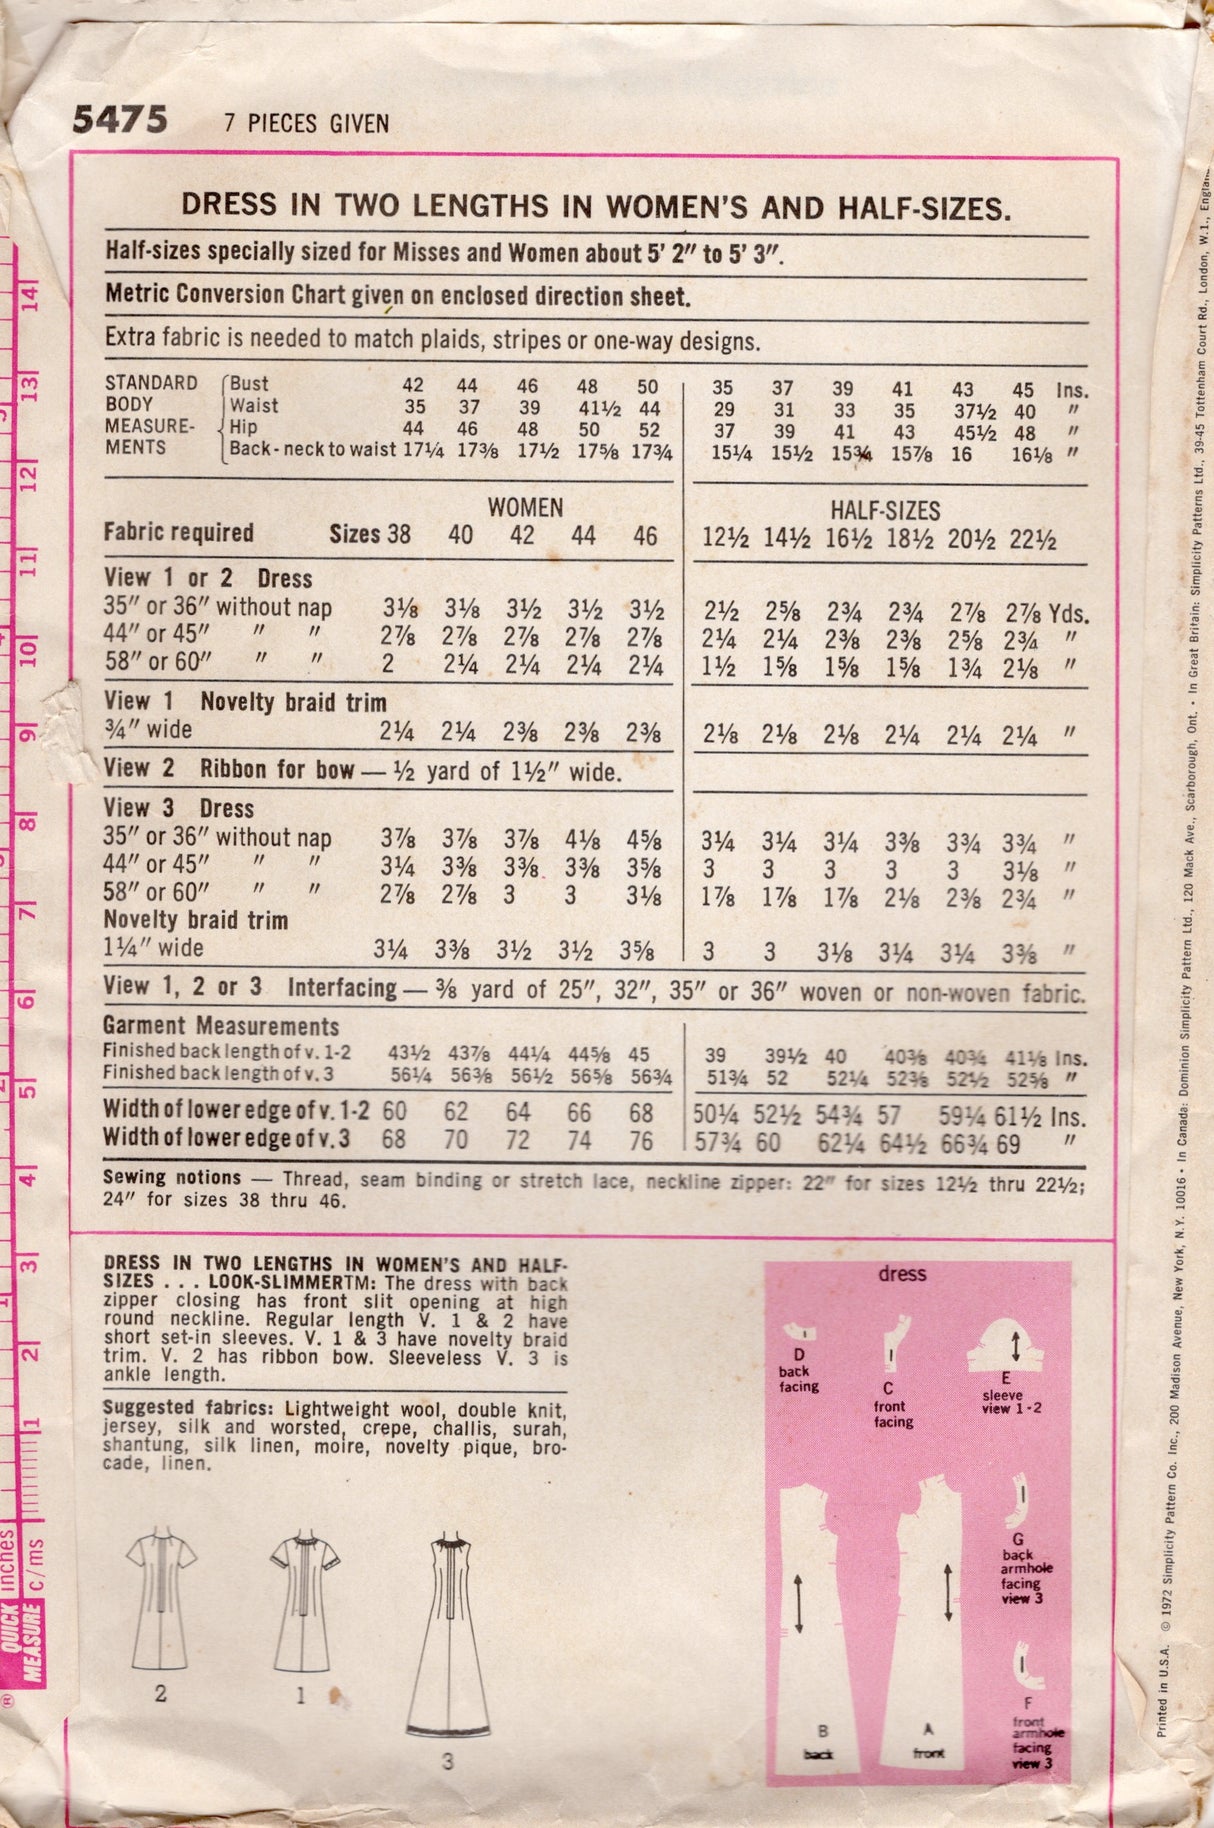 5475 7 PIECES GIVEN
DRESS IN TWO LENGTHS IN WOMEN'S AND HALF-SIZES.
Half-sizes specially sized for Misses and Women about 5' 2" to 5' 3".
Metric Conversion Chart given on enclosed direction sheet.
Extra fabric is needed to match plaids, stripes or one-way designs.
STANDARD Bust 42 44 46 48 50 35 37 39 41 43 45 Ins.
BODY Waist 35 37 39 41½ 44 29 31 33 35 37½ 40 "
MEASURE- Hip 44 46 48 50 52 37 39 41 43 45½ 48 "
MENTS Back - neck to waist 17¼ 17⅜ 17½ 17⅝ 17¾ 15¼ 15½ 15¾ 15⅞ 16 16⅛ "
WOMEN HALF-SIZES
Fabric required Sizes 38 40 42 44 46 12½ 14½ 16½ 18½ 20½ 22½
View 1 or 2 Dress
35" or 36" without nap 3⅛ 3⅛ 3½ 3½ 3½ 2½ 2⅝ 2¾ 2¾ 2⅞ 2⅞ Yds.
44" or 45" " " 2⅞ 2⅞ 2⅞ 2⅞ 2⅞ 2¼ 2¼ 2⅜ 2⅜ 2⅝ 2¾ "
58" or 60" " " 2 2¼ 2¼ 2¼ 2¼ 1½ 1⅝ 1⅝ 1⅝ 1¾ 2⅛ "
View 1 Novelty braid trim
¾" wide 2¼ 2¼ 2⅜ 2⅜ 2⅜ 2⅛ 2⅛ 2⅛ 2¼ 2¼ 2¼ "
View 2 Ribbon for bow — ½ yard of 1½" wide.
View 3 Dress
35" or 36" without nap 3⅞ 3⅞ 3⅞ 4⅛ 4⅝ 3¼ 3¼ 3¼ 3⅜ 3¾ 3¾ "
44" or 45" " " 3¼ 3⅜ 3⅜ 3⅜ 3⅝ 3 3 3 3 3 3⅛ "
58" or 60" " " 2⅞ 2⅞ 3 3 3⅛ 1⅞ 1⅞ 1⅞ 2⅛ 2⅜ 2¾ "
Novelty braid trim
1¼" wide 3¼ 3⅜ 3½ 3½ 3⅝ 3 3 3⅛ 3¼ 3¼ 3⅜ "
View 1, 2 or 3 Interfacing — ⅜ yard of 25", 32", 35" or 36" woven or non-woven fabric.
Garment Measurements
Finished back length of v. 1-2 43½ 43⅞ 44¼ 44⅝ 45 39 39½ 40 40⅜ 40¾ 41⅛ Ins.
Finished back length of v. 3 56¼ 56⅜ 56½ 56⅝ 56¾ 51¾ 52 52¼ 52⅜ 52½ 52⅝ "
Width of lower edge of v. 1-2 60 62 64 66 68 50¼ 52½ 54¾ 57 59¼ 61½ Ins.
Width of lower edge of v. 3 68 70 72 74 76 57¾ 60 62¼ 64½ 66¾ 69 "
Sewing notions — Thread, seam binding or stretch lace, neckline zipper: 22" for sizes 12½ thru 22½;
24" for sizes 38 thru 46.
DRESS IN TWO LENGTHS IN WOMEN'S AND HALF-
SIZES . . . LOOK-SLIMMERTM: The dress with back
zipper closing has front slit opening at high
round neckline. Regular length V. 1 & 2 have
short set-in sleeves. V. 1 & 3 have novelty braid
trim. V. 2 has ribbon bow. Sleeveless V. 3 is
ankle length.
Suggested fabrics: Lightweight wool, double knit,
jersey, silk and worsted, crepe, challis, surah,
shantung, silk linen, moire, novelty pique, bro-
cade, linen.
2
1
3
dress
D
back
facing
C
front
facing
E
sleeve
view 1-2
G
back
armhole
facing
view 3
F
front
armhole
facing
view 3
B
back
A
front
14
13
12
11
10
9
8
7
6
5
4
3
2
1
inches
c/ms
QUICK
MEASURE
®
Printed in U.S.A. © 1972 Simplicity Pattern Co. Inc., 200 Madison Avenue, New York, N.Y. 10016 • In Canada: Dominion Simplicity Pattern Ltd., 120 Mack Ave., Scarborough, Ont. • In Great Britain: Simplicity Patterns Ltd., 39-45 Tottenham Court Rd., London, W.1., England